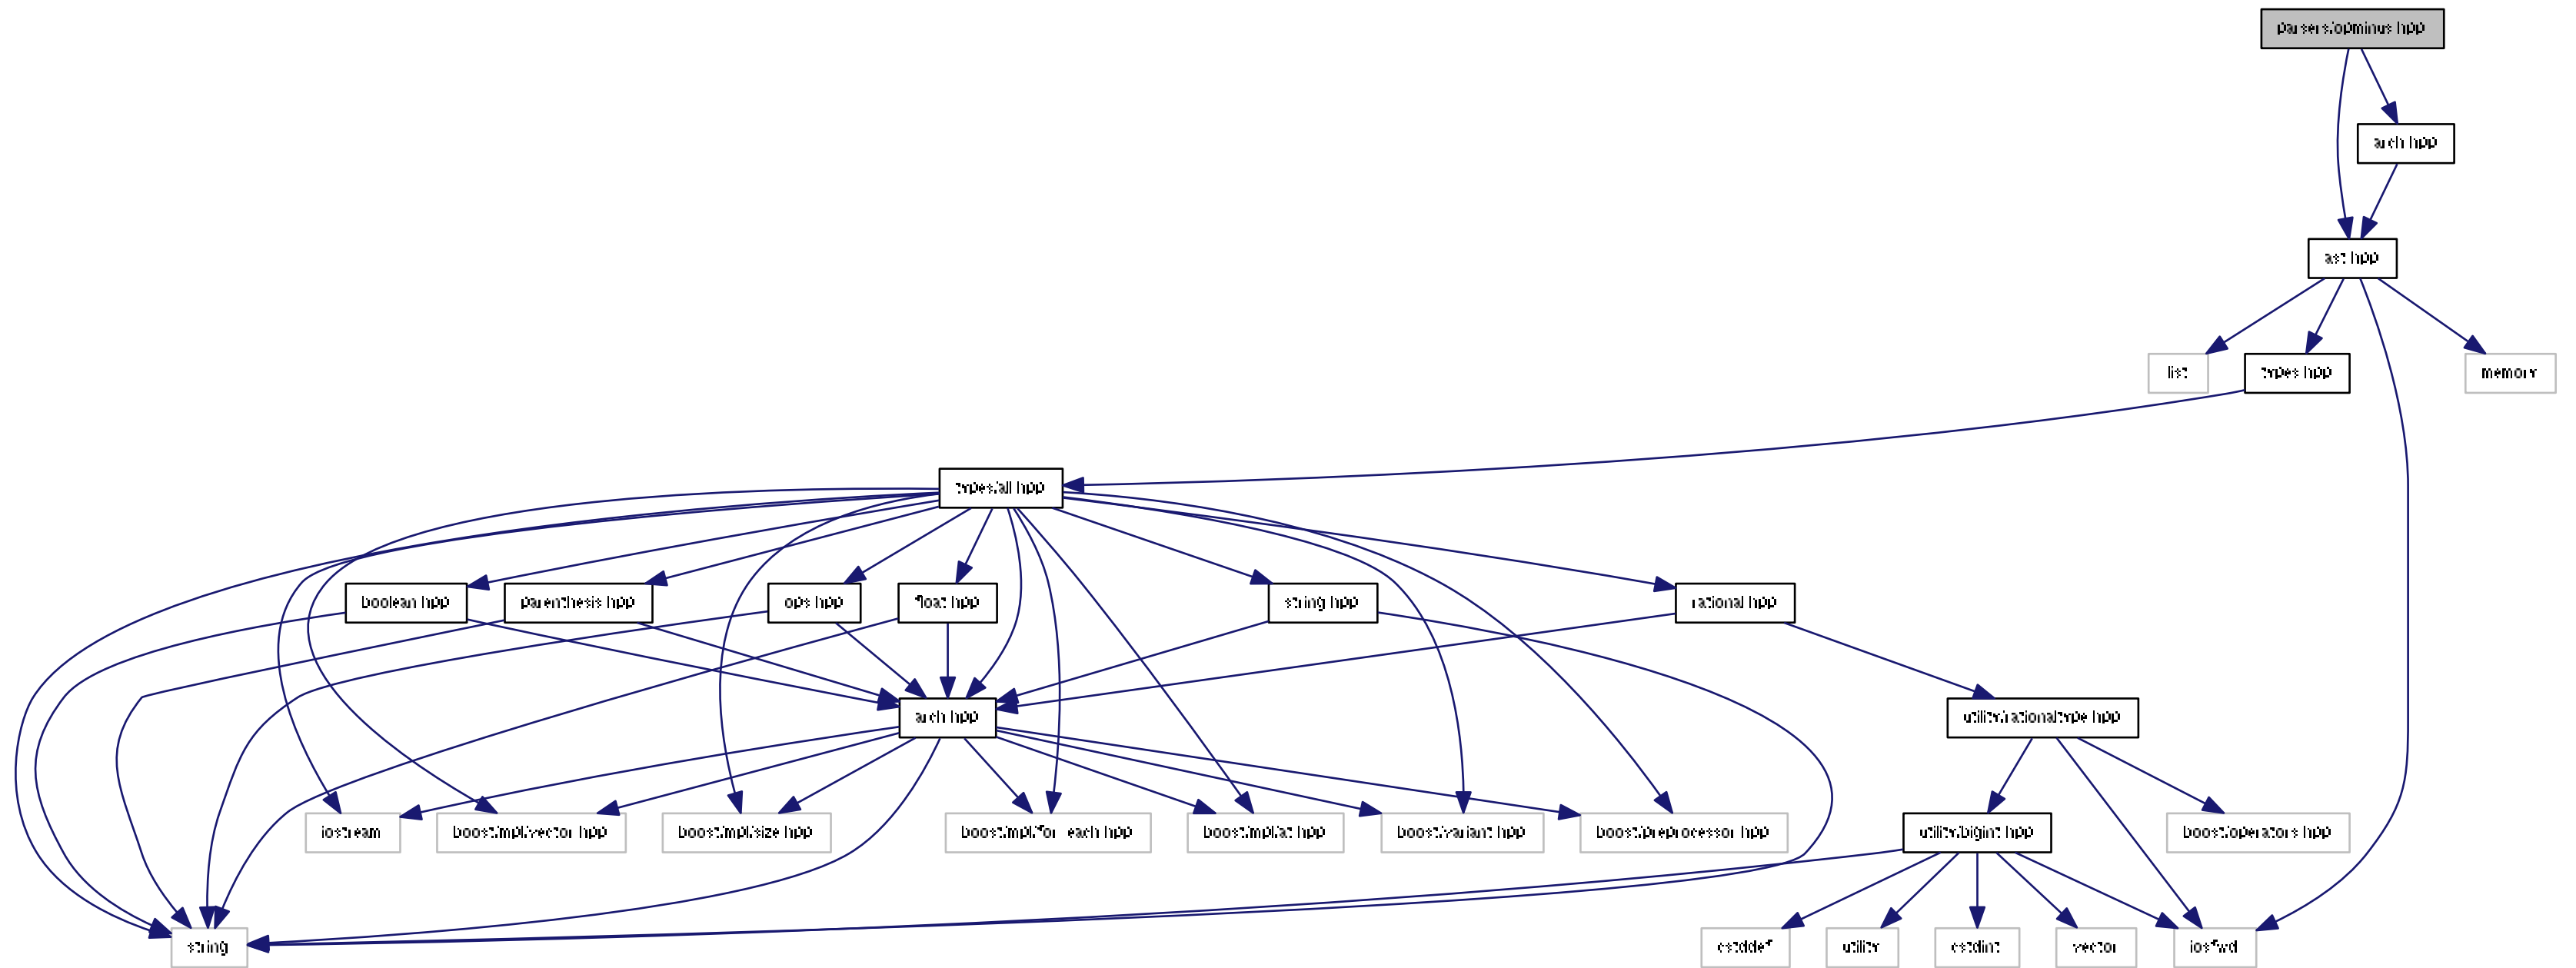 parsers/opminus.hpp
arch.hpp
ast.hpp
list
types.hpp
memory
types/all.hpp
boolean.hpp
parenthesis.hpp
ops.hpp
float.hpp
string.hpp
rational.hpp
arch.hpp
utility/rationaltype.hpp
iostream
boost/mpl/vector.hpp
boost/mpl/size.hpp
boost/mpl/for_each.hpp
boost/mpl/at.hpp
boost/variant.hpp
boost/preprocessor.hpp
utility/bigint.hpp
boost/operators.hpp
string
cstddef
utility
cstdint
vector
iosfwd